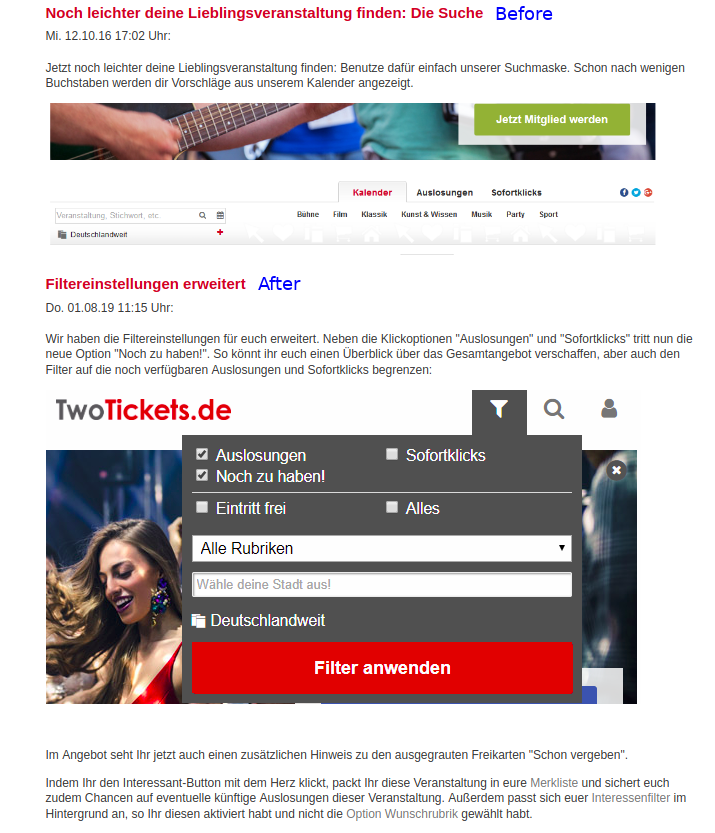 Noch leichter deine Lieblingsveranstaltung finden: Die Suche Before
Mi. 12.10.16 17:02 Uhr:
Jetzt noch leichter deine Lieblingsveranstaltung finden: Benutze dafür einfach unserer Suchmaske. Schon nach wenigen
Buchstaben werden dir Vorschläge aus unserem Kalender angezeigt.
Jetzt Mitglied werden
Kalender Auslosungen Sofortklicks
Veranstaltung, Stichwort, etc.
Bühne Film Klassik Kunst & Wissen Musik Party Sport
Deutschlandweit +
Filtereinstellungen erweitert After
Do. 01.08.19 11:15 Uhr:
Wir haben die Filtereinstellungen für euch erweitert. Neben die Klickoptionen "Auslosungen" und "Sofortklicks" tritt nun die
neue Option "Noch zu haben!". So könnt ihr euch einen Überblick über das Gesamtangebot verschaffen, aber auch den
Filter auf die noch verfügbaren Auslosungen und Sofortklicks begrenzen:
TwoTickets.de
Auslosungen Sofortklicks
Noch zu haben!
Eintritt frei Alles
Alle Rubriken
Wähle deine Stadt aus!
Deutschlandweit
Filter anwenden
Im Angebot seht Ihr jetzt auch einen zusätzlichen Hinweis zu den ausgegrauten Freikarten "Schon vergeben".
Indem Ihr den Interessant-Button mit dem Herz klickt, packt Ihr diese Veranstaltung in eure Merkliste und sichert euch
zudem Chancen auf eventuelle künftige Auslosungen dieser Veranstaltung. Außerdem passt sich euer Interessenfilter im
Hintergrund an, so Ihr diesen aktiviert habt und nicht die Option Wunschrubrik gewählt habt.